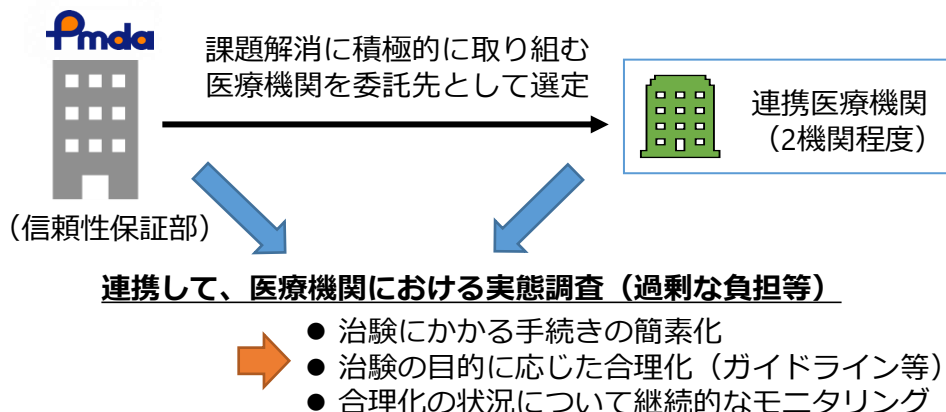 Pmda
課題解消に積極的に取り組む
医療機関を委託先として選定
連携医療機関
（2機関程度）
（信頼性保証部）
連携して、医療機関における実態調査（過剰な負担等）
● 治験にかかる手続きの簡素化
● 治験の目的に応じた合理化（ガイドライン等）
● 合理化の状況について継続的なモニタリング